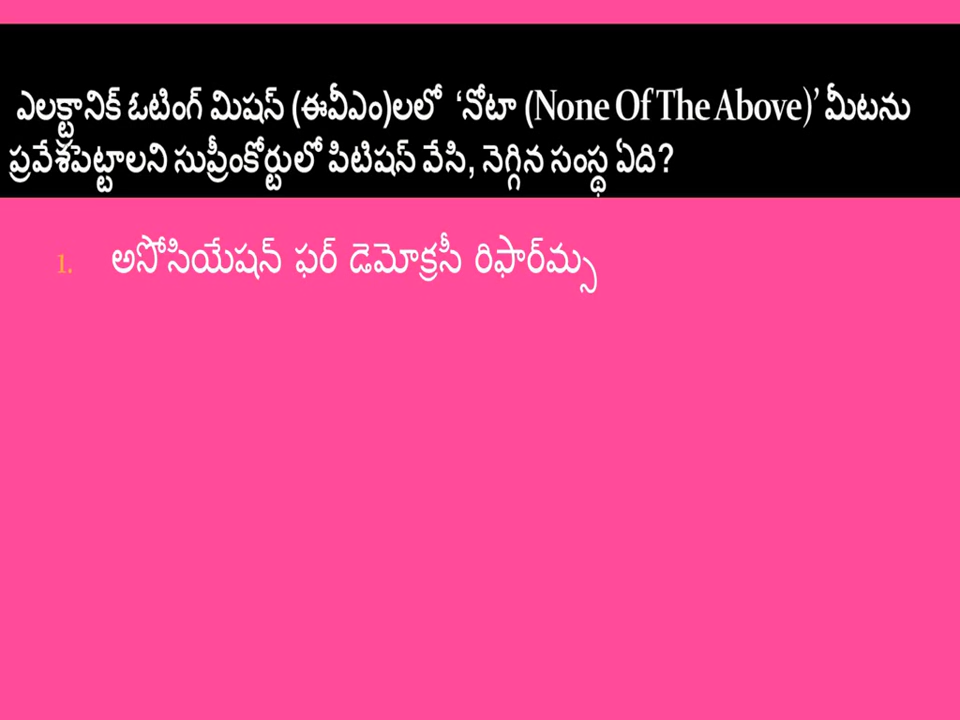 ఎలక్ట్రానిక్ ఓటింగ్ మిషన్ (ఈవీఎం)లలో ‘నోటా (None Of The Above)’ మీటను
ప్రవేశపెట్టాలని సుప్రీంకోర్టులో పిటిషన్ వేసి, నెగ్గిన సంస్థ ఏది?
1. అసోసియేషన్ ఫర్ డెమోక్రసీ రిఫార్మ్స్